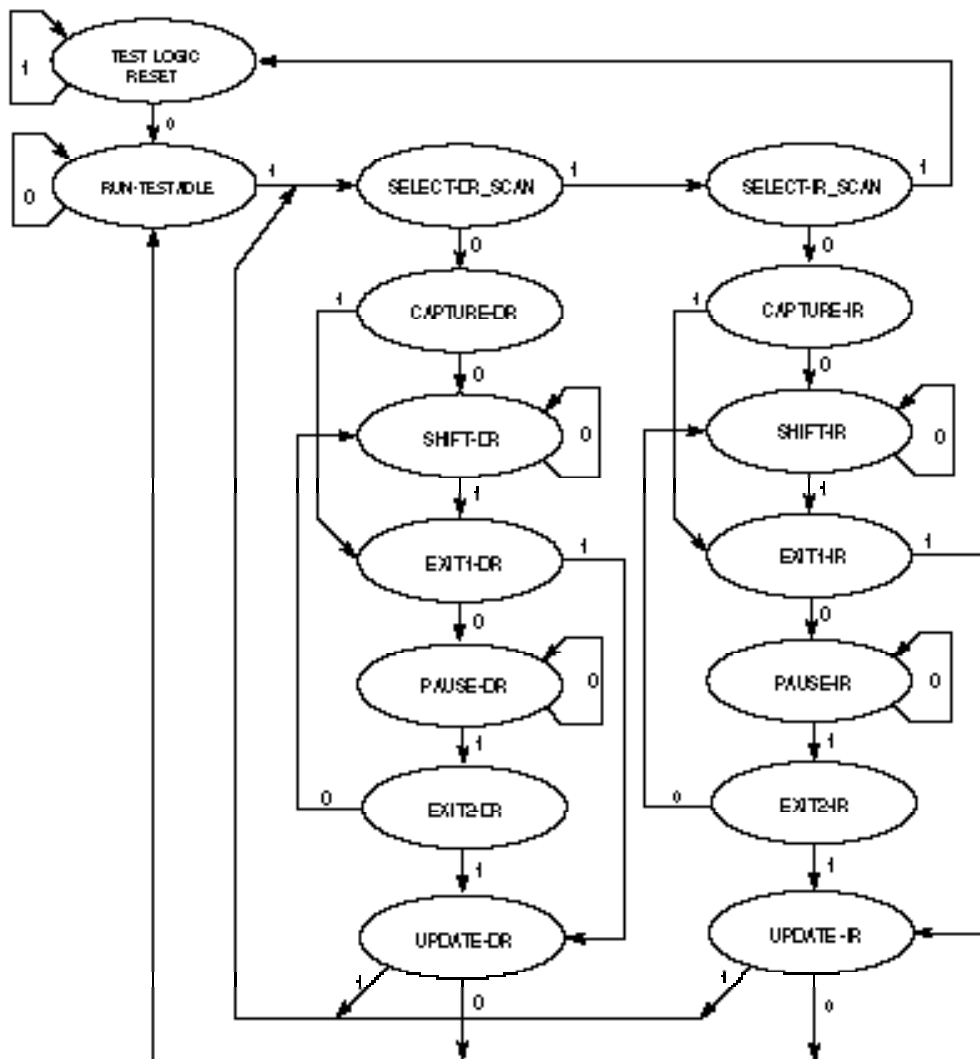 TEST LOGIC
RESET
1
0
RUN-TEST/IDLE
0
1
SELECT-DR_SCAN
1
SELECT-IR_SCAN
1
0
0
CAPTURE-DR
1
CAPTURE-IR
1
0
0
SHIFT-DR
0
SHIFT-IR
0
1
1
EXIT1-DR
1
EXIT1-IR
1
0
0
PAUSE-DR
0
PAUSE-IR
0
1
1
EXIT2-DR
0
EXIT2-IR
0
1
1
UPDATE-DR
UPDATE-IR
1
0
1
0